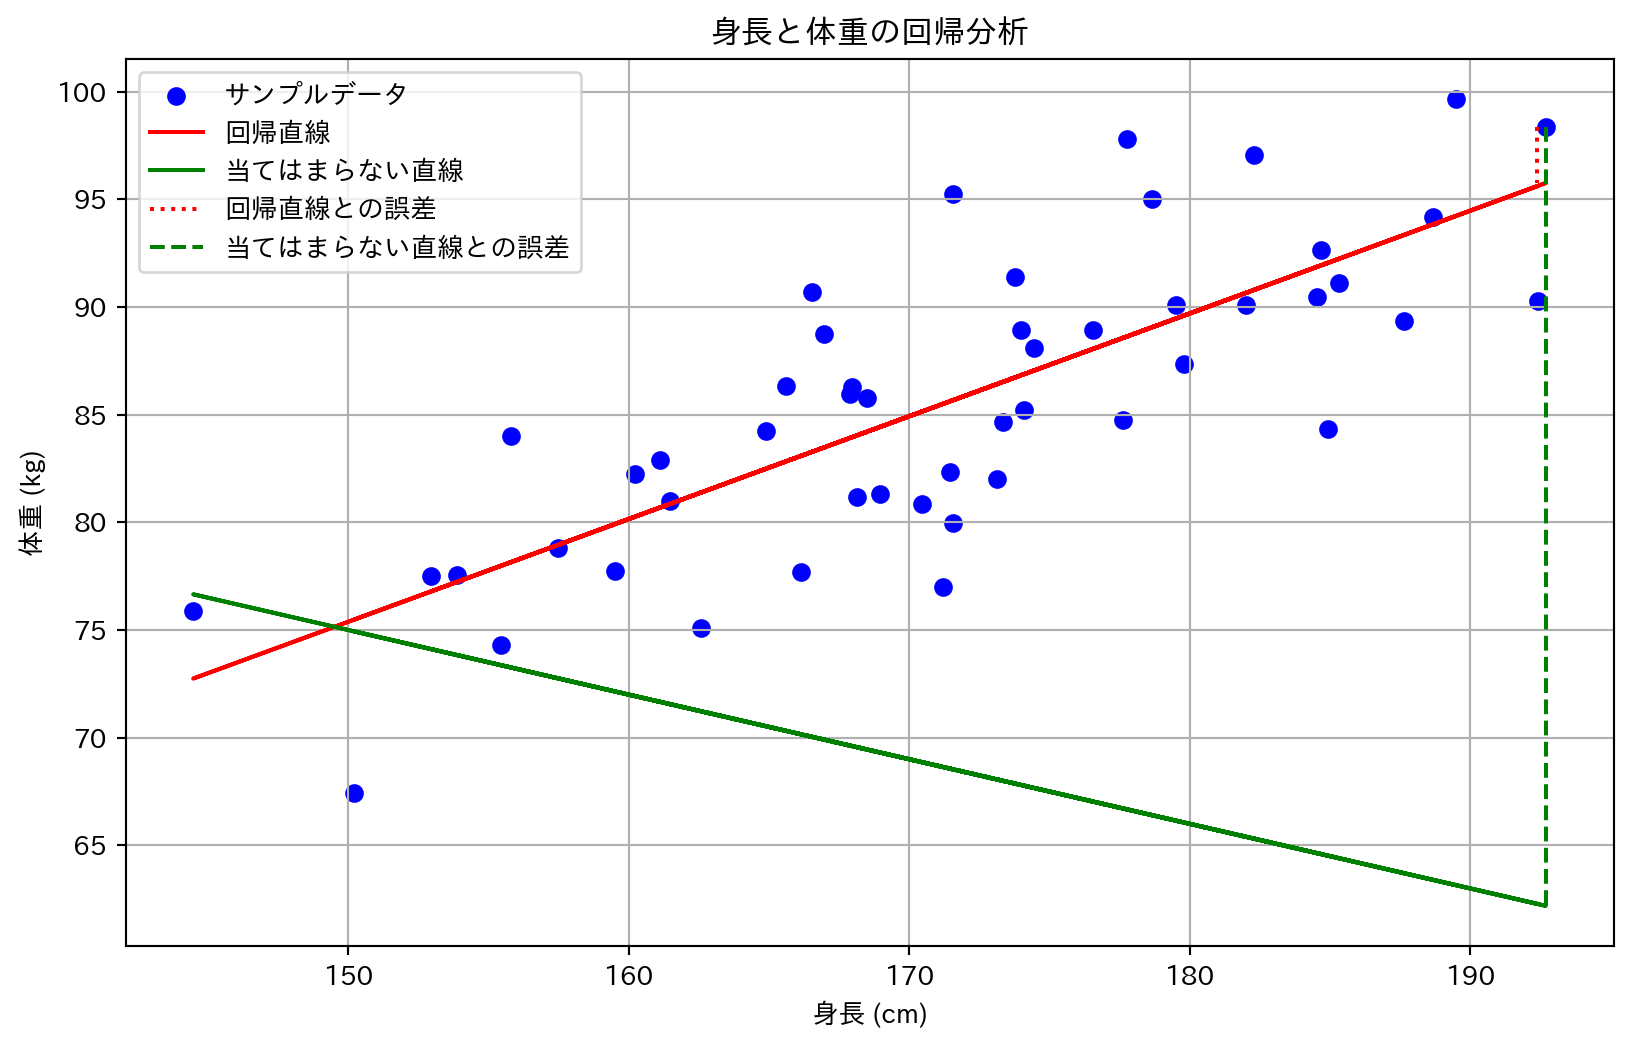 身長と体重の回帰分析
サンプルデータ
回帰直線
当てはまらない直線
回帰直線との誤差
当てはまらない直線との誤差
100
95
90
85
80
75
70
65
体重 (kg)
150 160 170 180 190
身長 (cm)